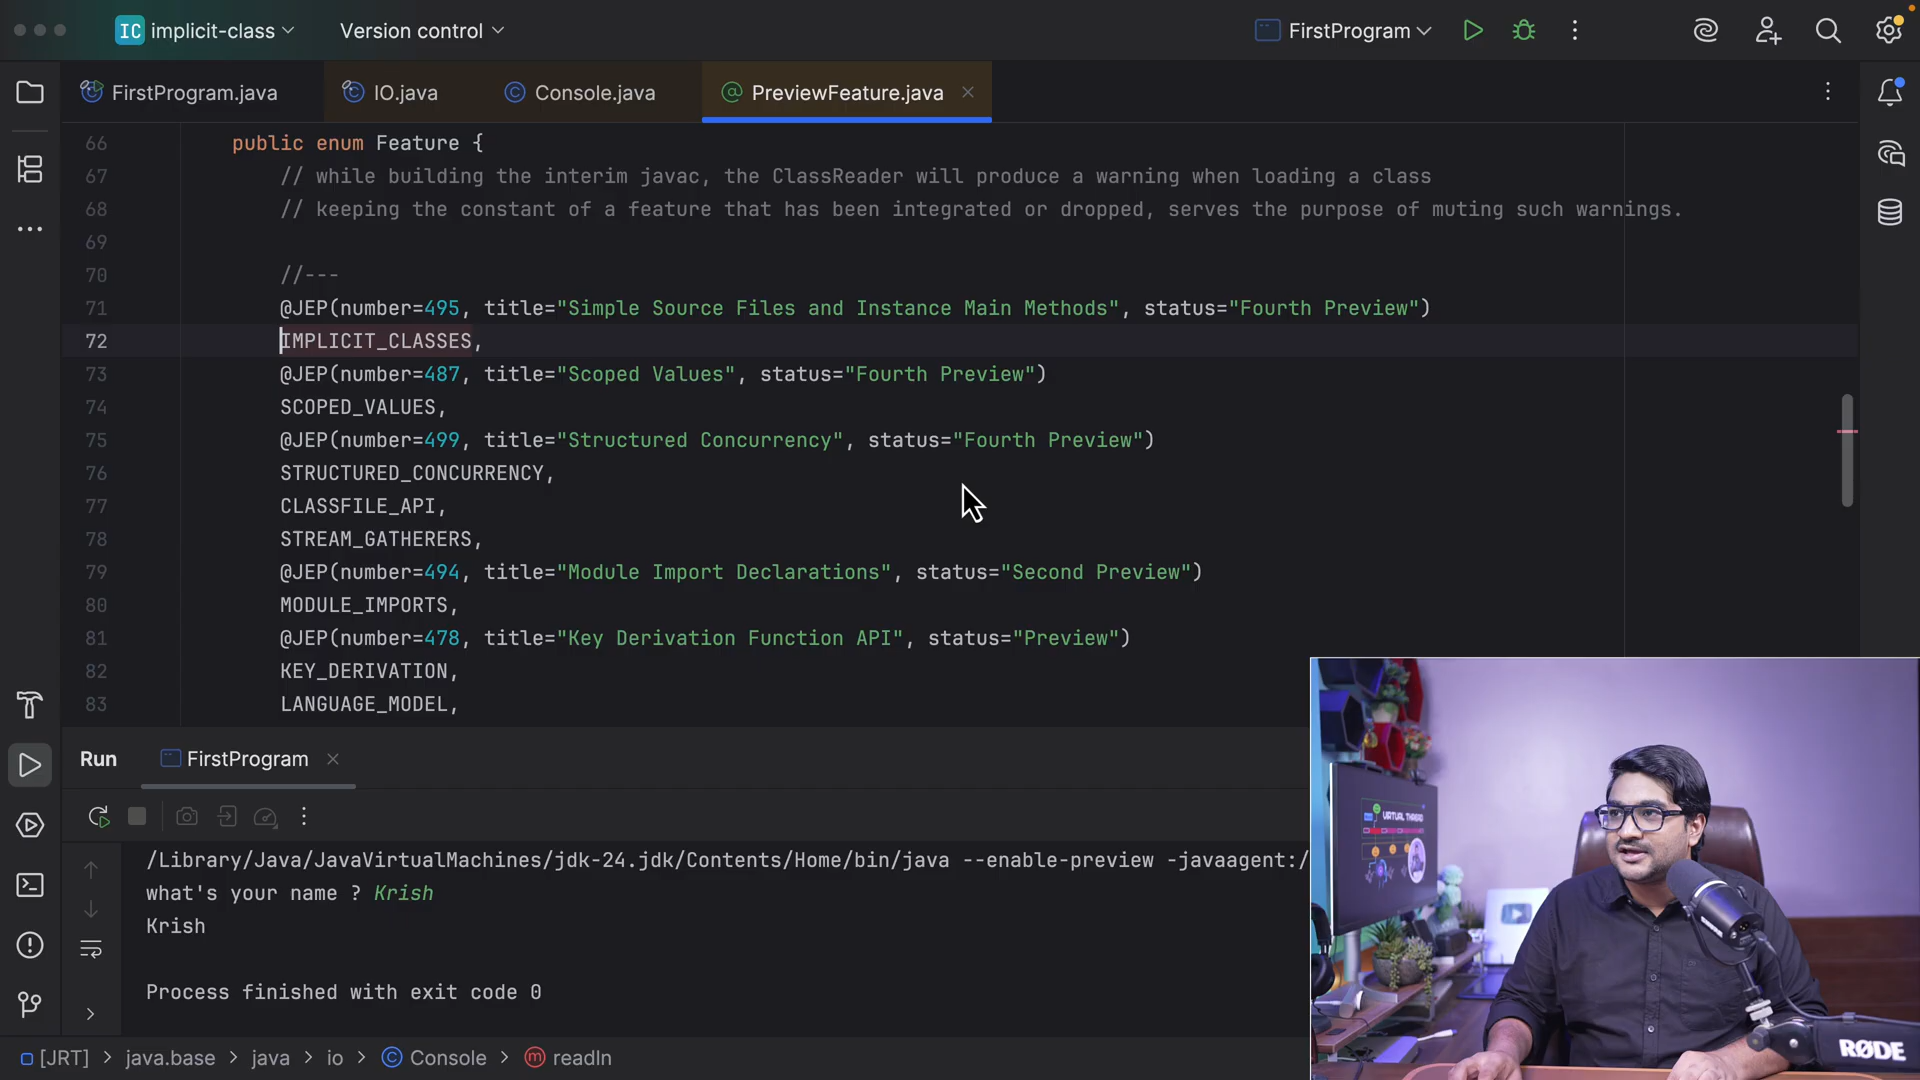 IC implicit-class Version control FirstProgram
FirstProgram.java IO.java Console.java PreviewFeature.java
66 public enum Feature {
67 // while building the interim javac, the ClassReader will produce a warning when loading a class
68 // keeping the constant of a feature that has been integrated or dropped, serves the purpose of muting such warnings.
69
70 //---
71 @JEP(number=495, title="Simple Source Files and Instance Main Methods", status="Fourth Preview")
72 IMPLICIT_CLASSES,
73 @JEP(number=487, title="Scoped Values", status="Fourth Preview")
74 SCOPED_VALUES,
75 @JEP(number=499, title="Structured Concurrency", status="Fourth Preview")
76 STRUCTURED_CONCURRENCY,
77 CLASSFILE_API,
78 STREAM_GATHERERS,
79 @JEP(number=494, title="Module Import Declarations", status="Second Preview")
80 MODULE_IMPORTS,
81 @JEP(number=478, title="Key Derivation Function API", status="Preview")
82 KEY_DERIVATION,
83 LANGUAGE_MODEL,
Run FirstProgram
/Library/Java/JavaVirtualMachines/jdk-24.jdk/Contents/Home/bin/java --enable-preview -javaagent:/
what's your name ? Krish
Krish
Process finished with exit code 0
[JRT] > java.base > java > io > Console > readln
VIRTUAL THREAD
RØDE